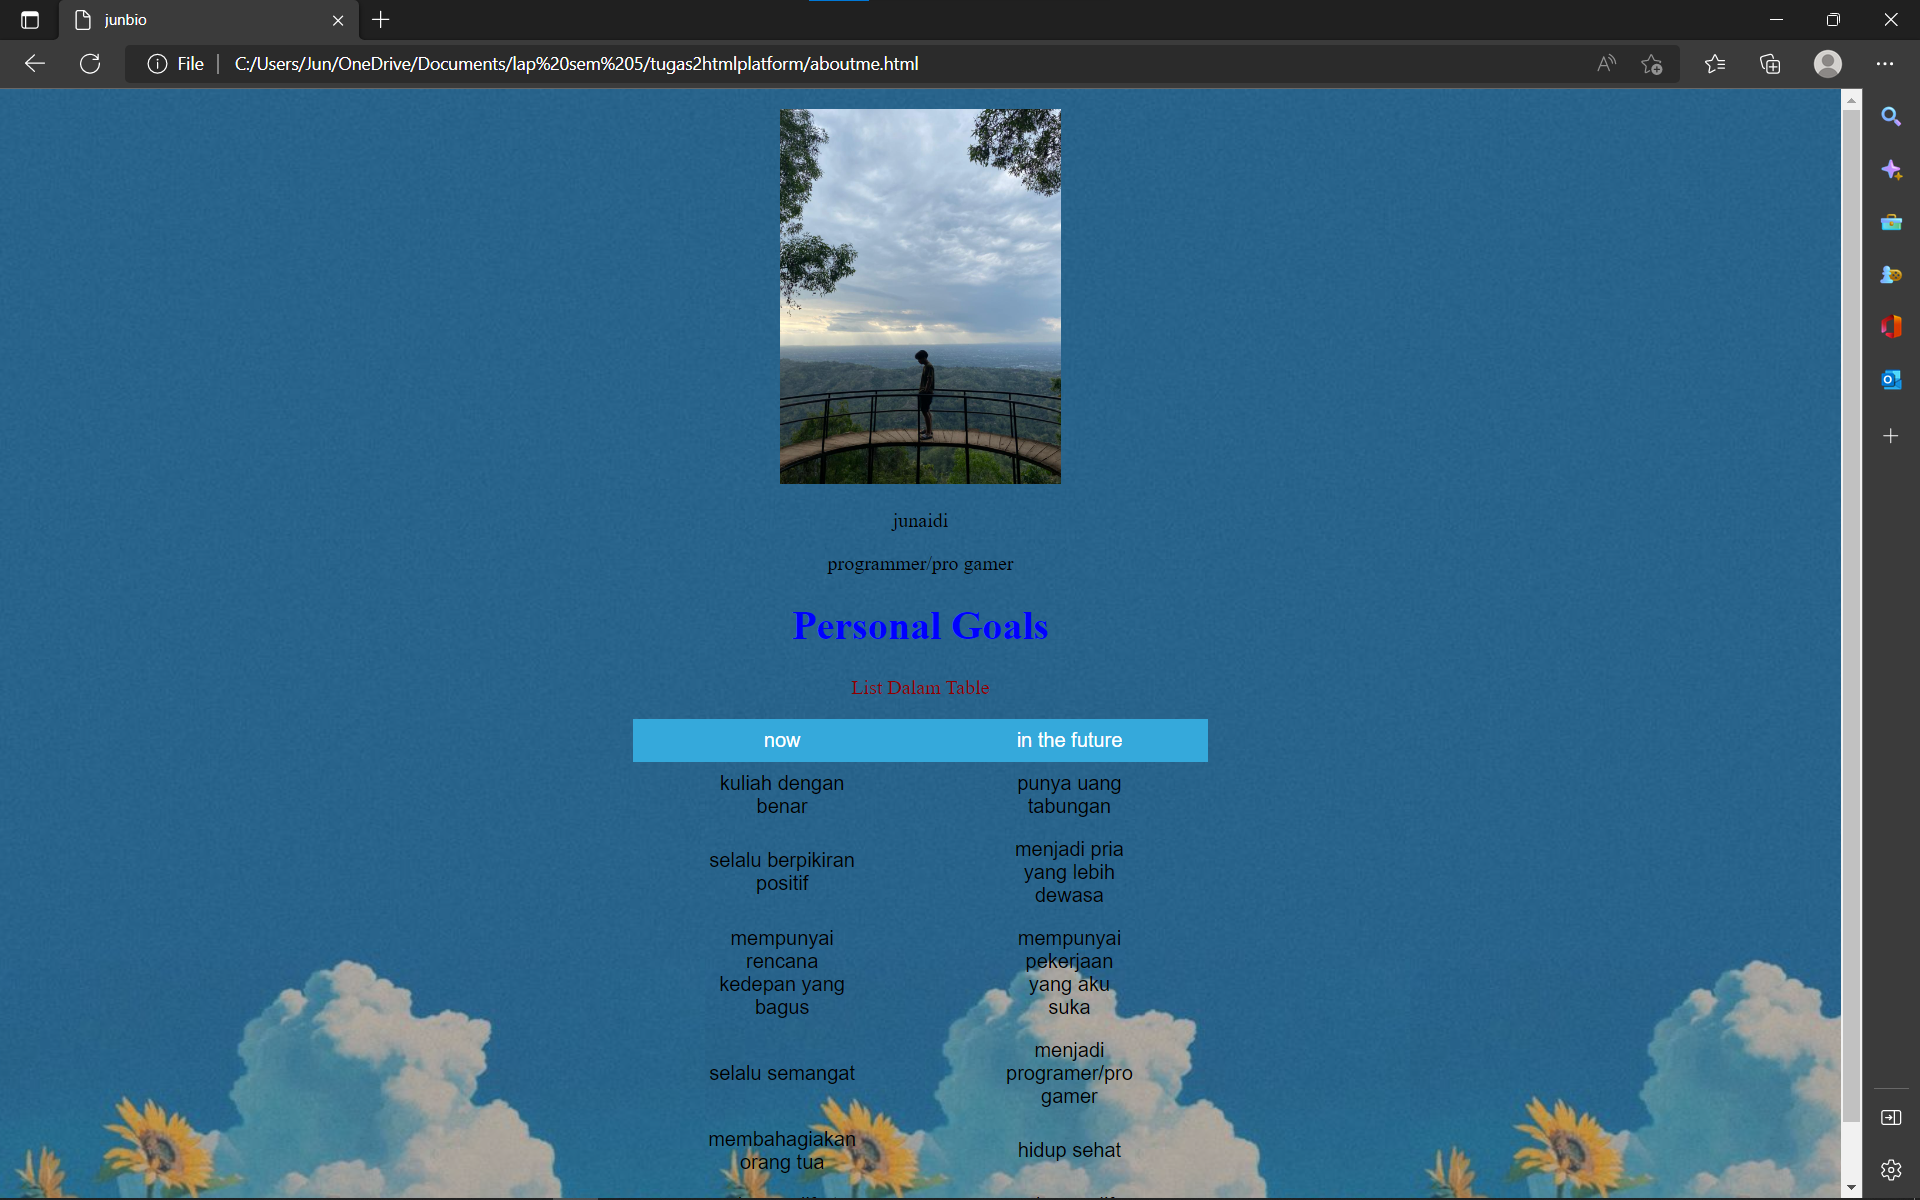 junbio
File
C:/Users/Jun/OneDrive/Documents/lap%20sem%205/tugas2htmlplatform/aboutme.html
junaidi
programmer/pro gamer
Personal Goals
List Dalam Table
now in the future
kuliah dengan
benar
punya uang
tabungan
selalu berpikiran
positif
menjadi pria
yang lebih
dewasa
mempunyai
rencana
kedepan yang
bagus
mempunyai
pekerjaan
yang aku
suka
selalu semangat
menjadi
programer/pro
gamer
membahagiakan
orang tua
hidup sehat